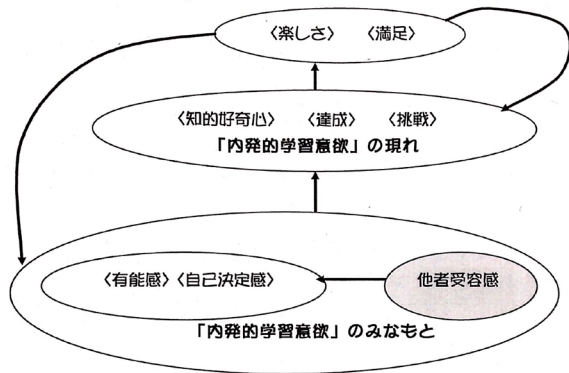 〈楽しさ〉 〈満足〉
〈知的好奇心〉 〈達成〉 〈挑戦〉
「内発的学習意欲」の現れ
〈有能感〉〈自己決定感〉 他者受容感
「内発的学習意欲」のみなもと